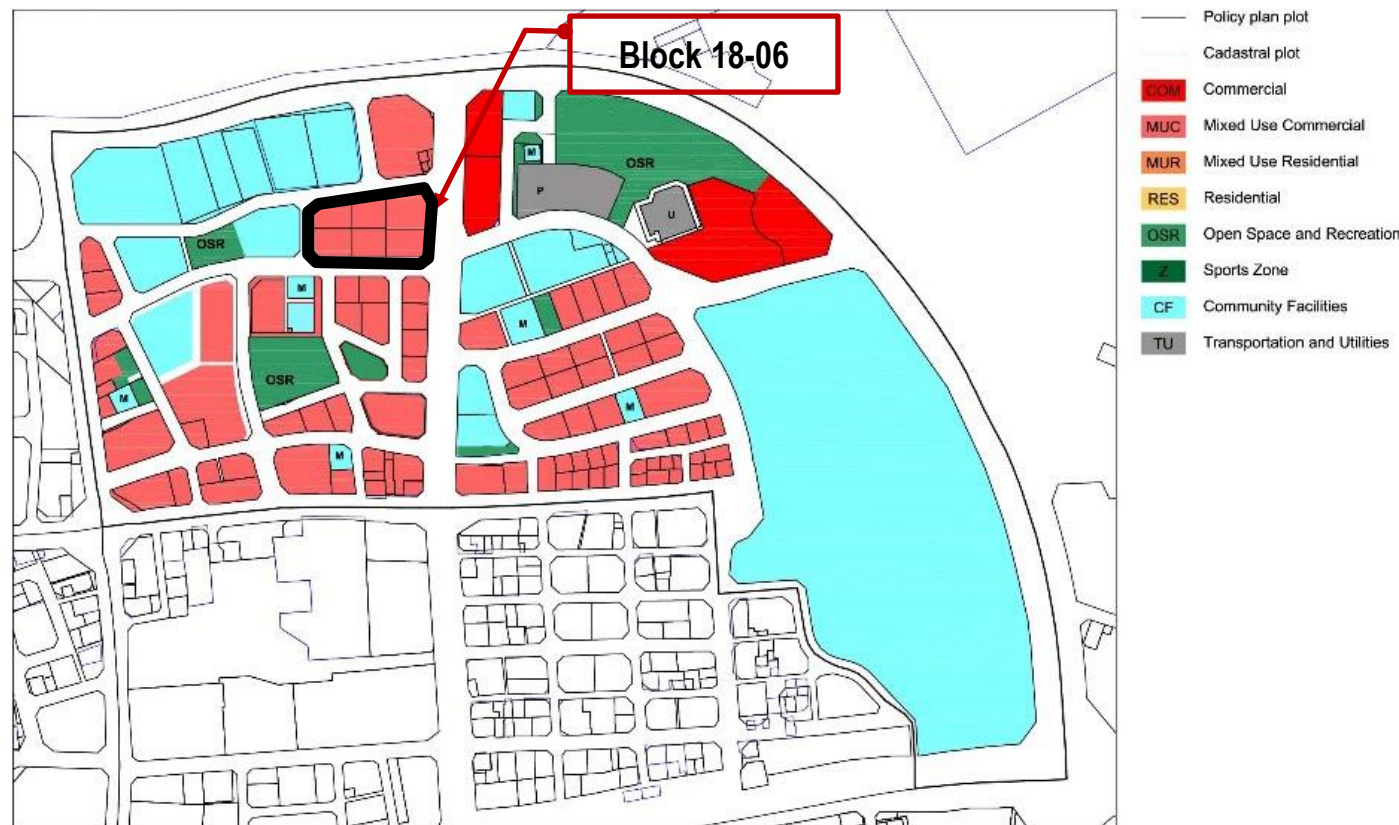 Block 18-06
OSR
M
P
U
OSR
M
M
OSR
M
M
M
Policy plan plot
Cadastral plot
COM Commercial
MUC Mixed Use Commercial
MUR Mixed Use Residential
RES Residential
OSR Open Space and Recreation
Z Sports Zone
CF Community Facilities
TU Transportation and Utilities